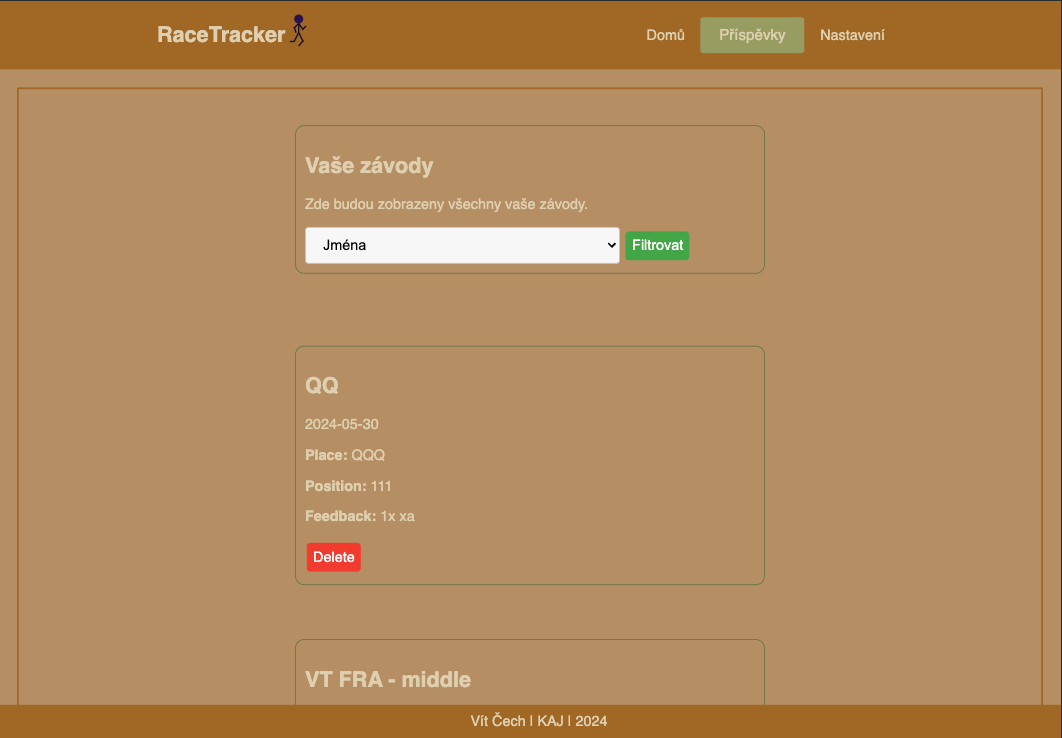 RaceTracker
Domů Příspěvky Nastavení
Vaše závody
Zde budou zobrazeny všechny vaše závody.
Jména Filtrovat
QQ
2024-05-30
Place: QQQ
Position: 111
Feedback: 1x xa
Delete
VT FRA - middle
Vít Čech | KAJ | 2024